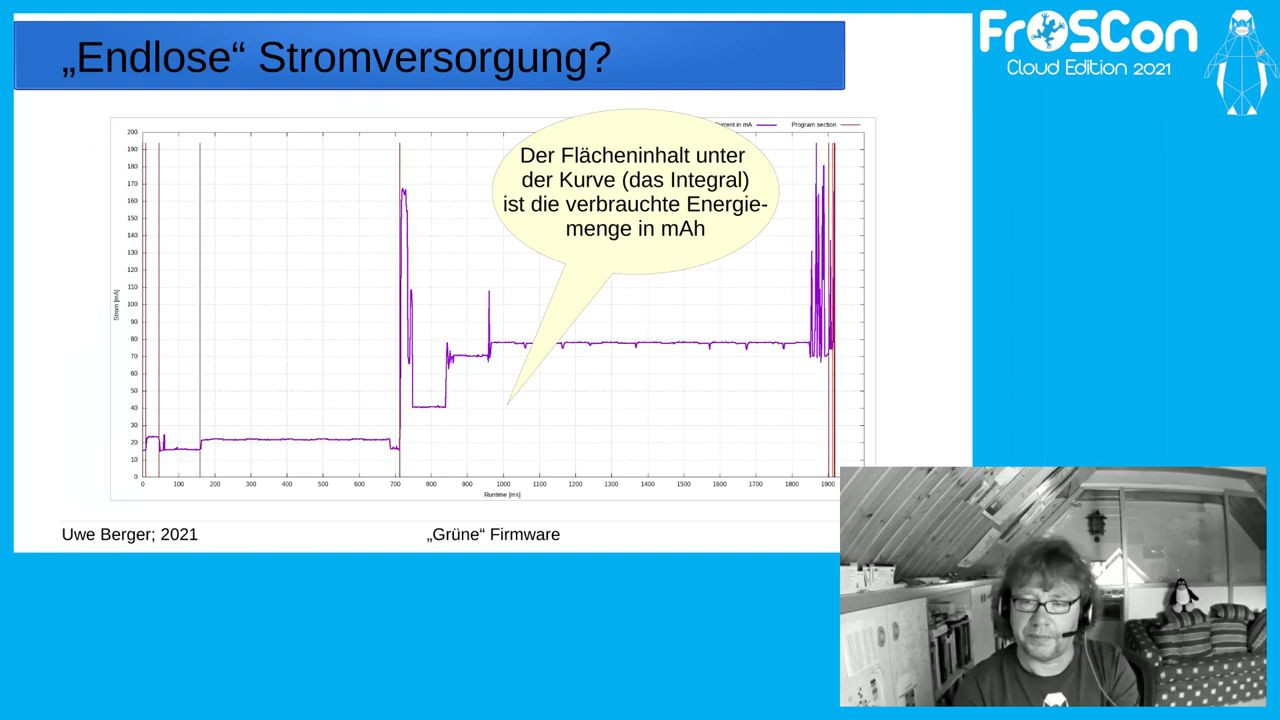 „Endlose“ Stromversorgung?
FrOSCon
Cloud Edition 2021
Current in mA
Program section
Der Flächeninhalt unter
der Kurve (das Integral)
ist die verbrauchte Energie-
menge in mAh
Strom [mA]
200
190
180
170
160
150
140
130
120
110
100
90
80
70
60
50
40
30
20
10
0
0 100 200 300 400 500 600 700 800 900 1000 1100 1200 1300 1400 1500 1600 1700 1800 1900
Runtime [ms]
Uwe Berger; 2021
„Grüne“ Firmware